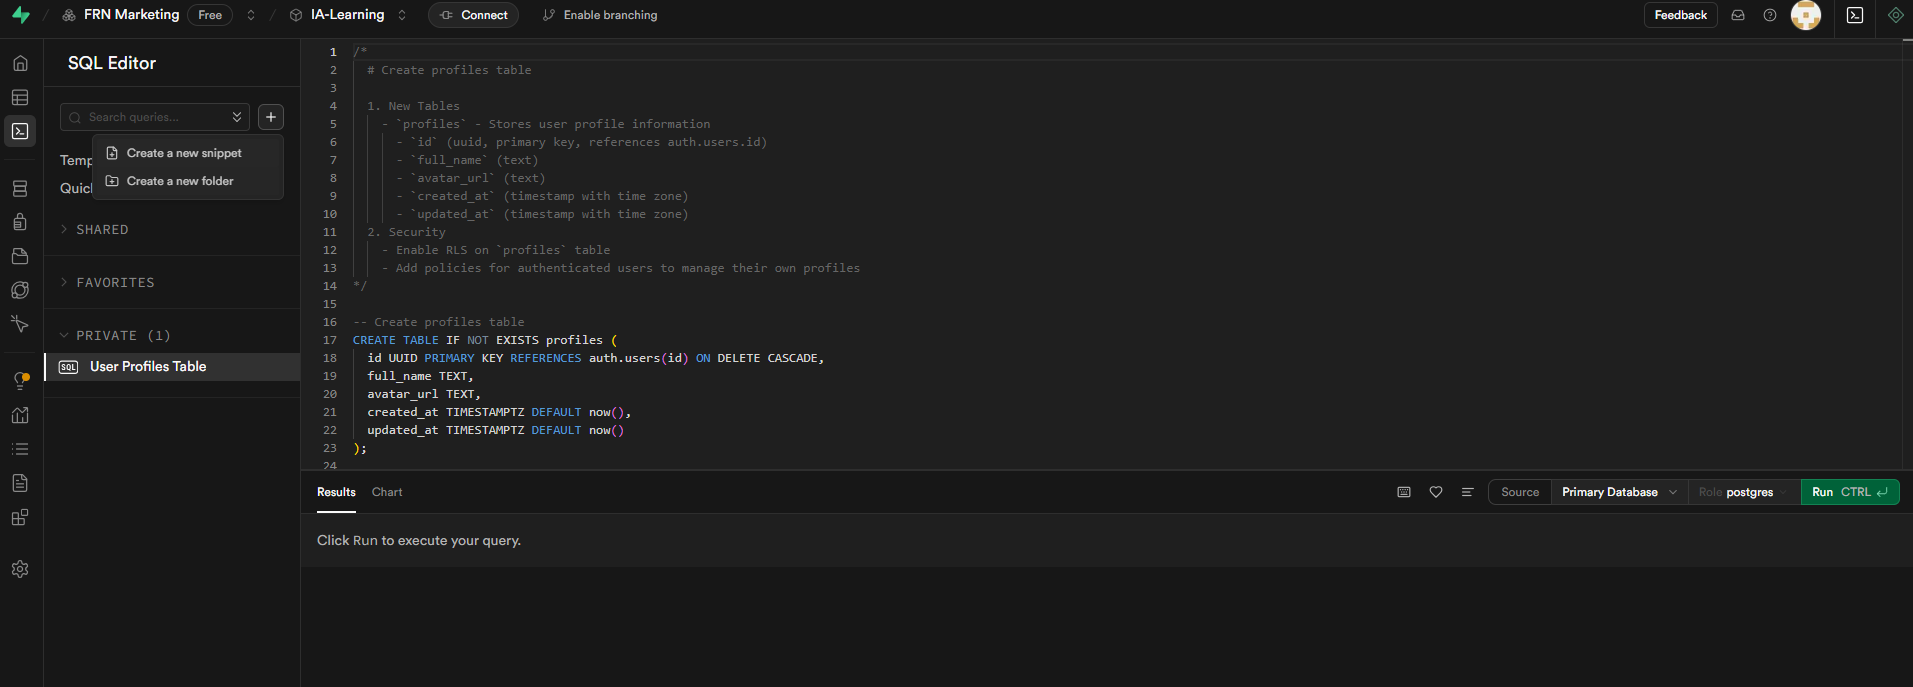 FRN Marketing Free IA-Learning Connect Enable branching Feedback
SQL Editor
Search queries...
Create a new snippet
Create a new folder
Temp
Quicl
SHARED
FAVORITES
PRIVATE (1)
SQL User Profiles Table
1 /*
2 # Create profiles table
3
4 1. New Tables
5 - `profiles` - Stores user profile information
6 - `id` (uuid, primary key, references auth.users.id)
7 - `full_name` (text)
8 - `avatar_url` (text)
9 - `created_at` (timestamp with time zone)
10 - `updated_at` (timestamp with time zone)
11 2. Security
12 - Enable RLS on `profiles` table
13 - Add policies for authenticated users to manage their own profiles
14 */
15
16 -- Create profiles table
17 CREATE TABLE IF NOT EXISTS profiles (
18 id UUID PRIMARY KEY REFERENCES auth.users(id) ON DELETE CASCADE,
19 full_name TEXT,
20 avatar_url TEXT,
21 created_at TIMESTAMPTZ DEFAULT now(),
22 updated_at TIMESTAMPTZ DEFAULT now()
23 );
24
Results Chart Source Primary Database Role postgres Run CTRL
Click Run to execute your query.